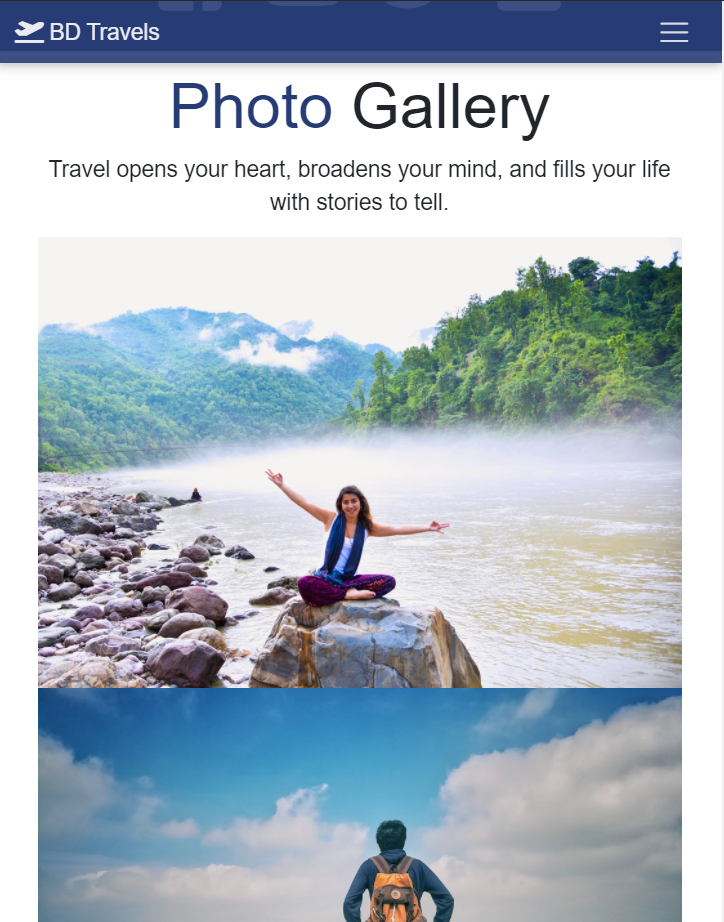 BD Travels
Photo Gallery
Travel opens your heart, broadens your mind, and fills your life
with stories to tell.